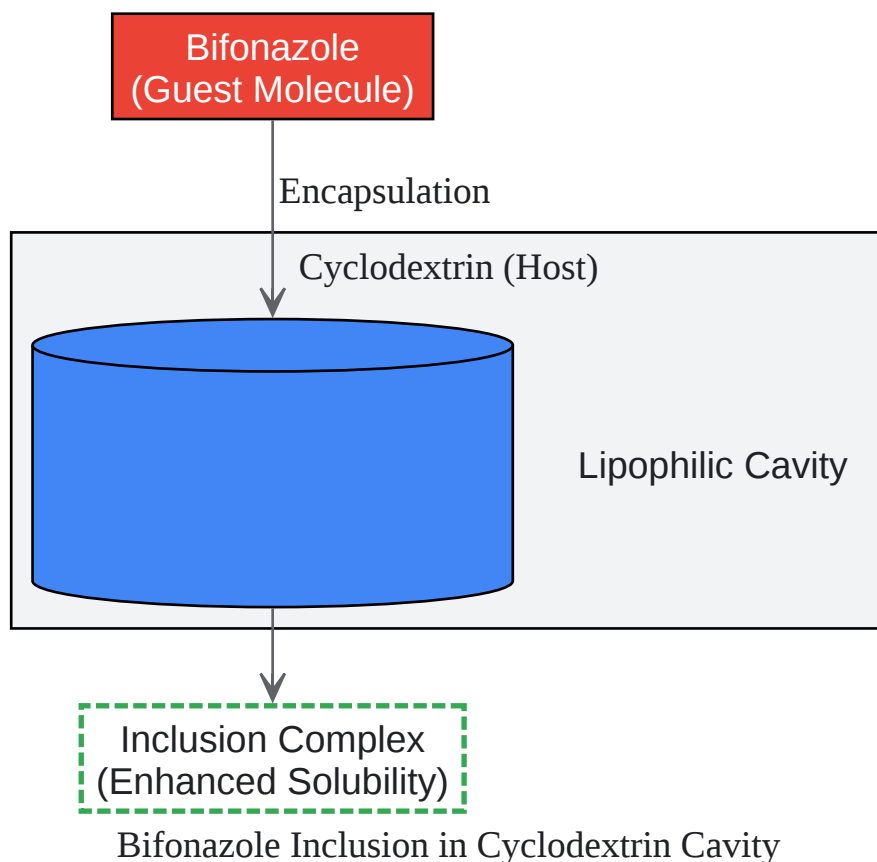 Bifonazole
(Guest Molecule)
Encapsulation
Cyclodextrin (Host)
Lipophilic Cavity
Inclusion Complex
(Enhanced Solubility)
Bifonazole Inclusion in Cyclodextrin Cavity